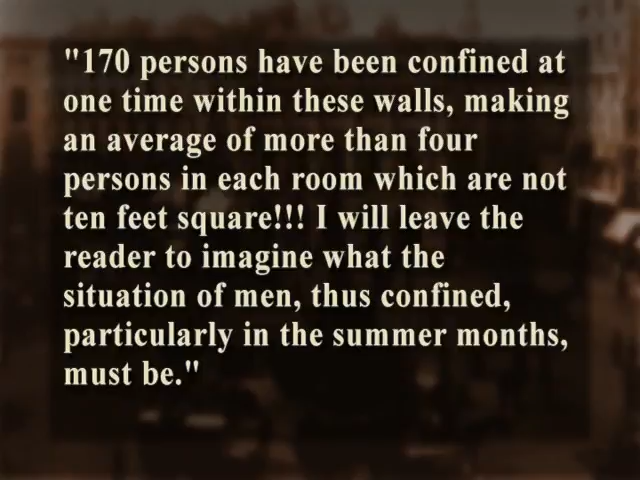 "170 persons have been confined at
one time within these walls, making
an average of more than four
persons in each room which are not
ten feet square!!! I will leave the
reader to imagine what the
situation of men, thus confined,
particularly in the summer months,
must be."